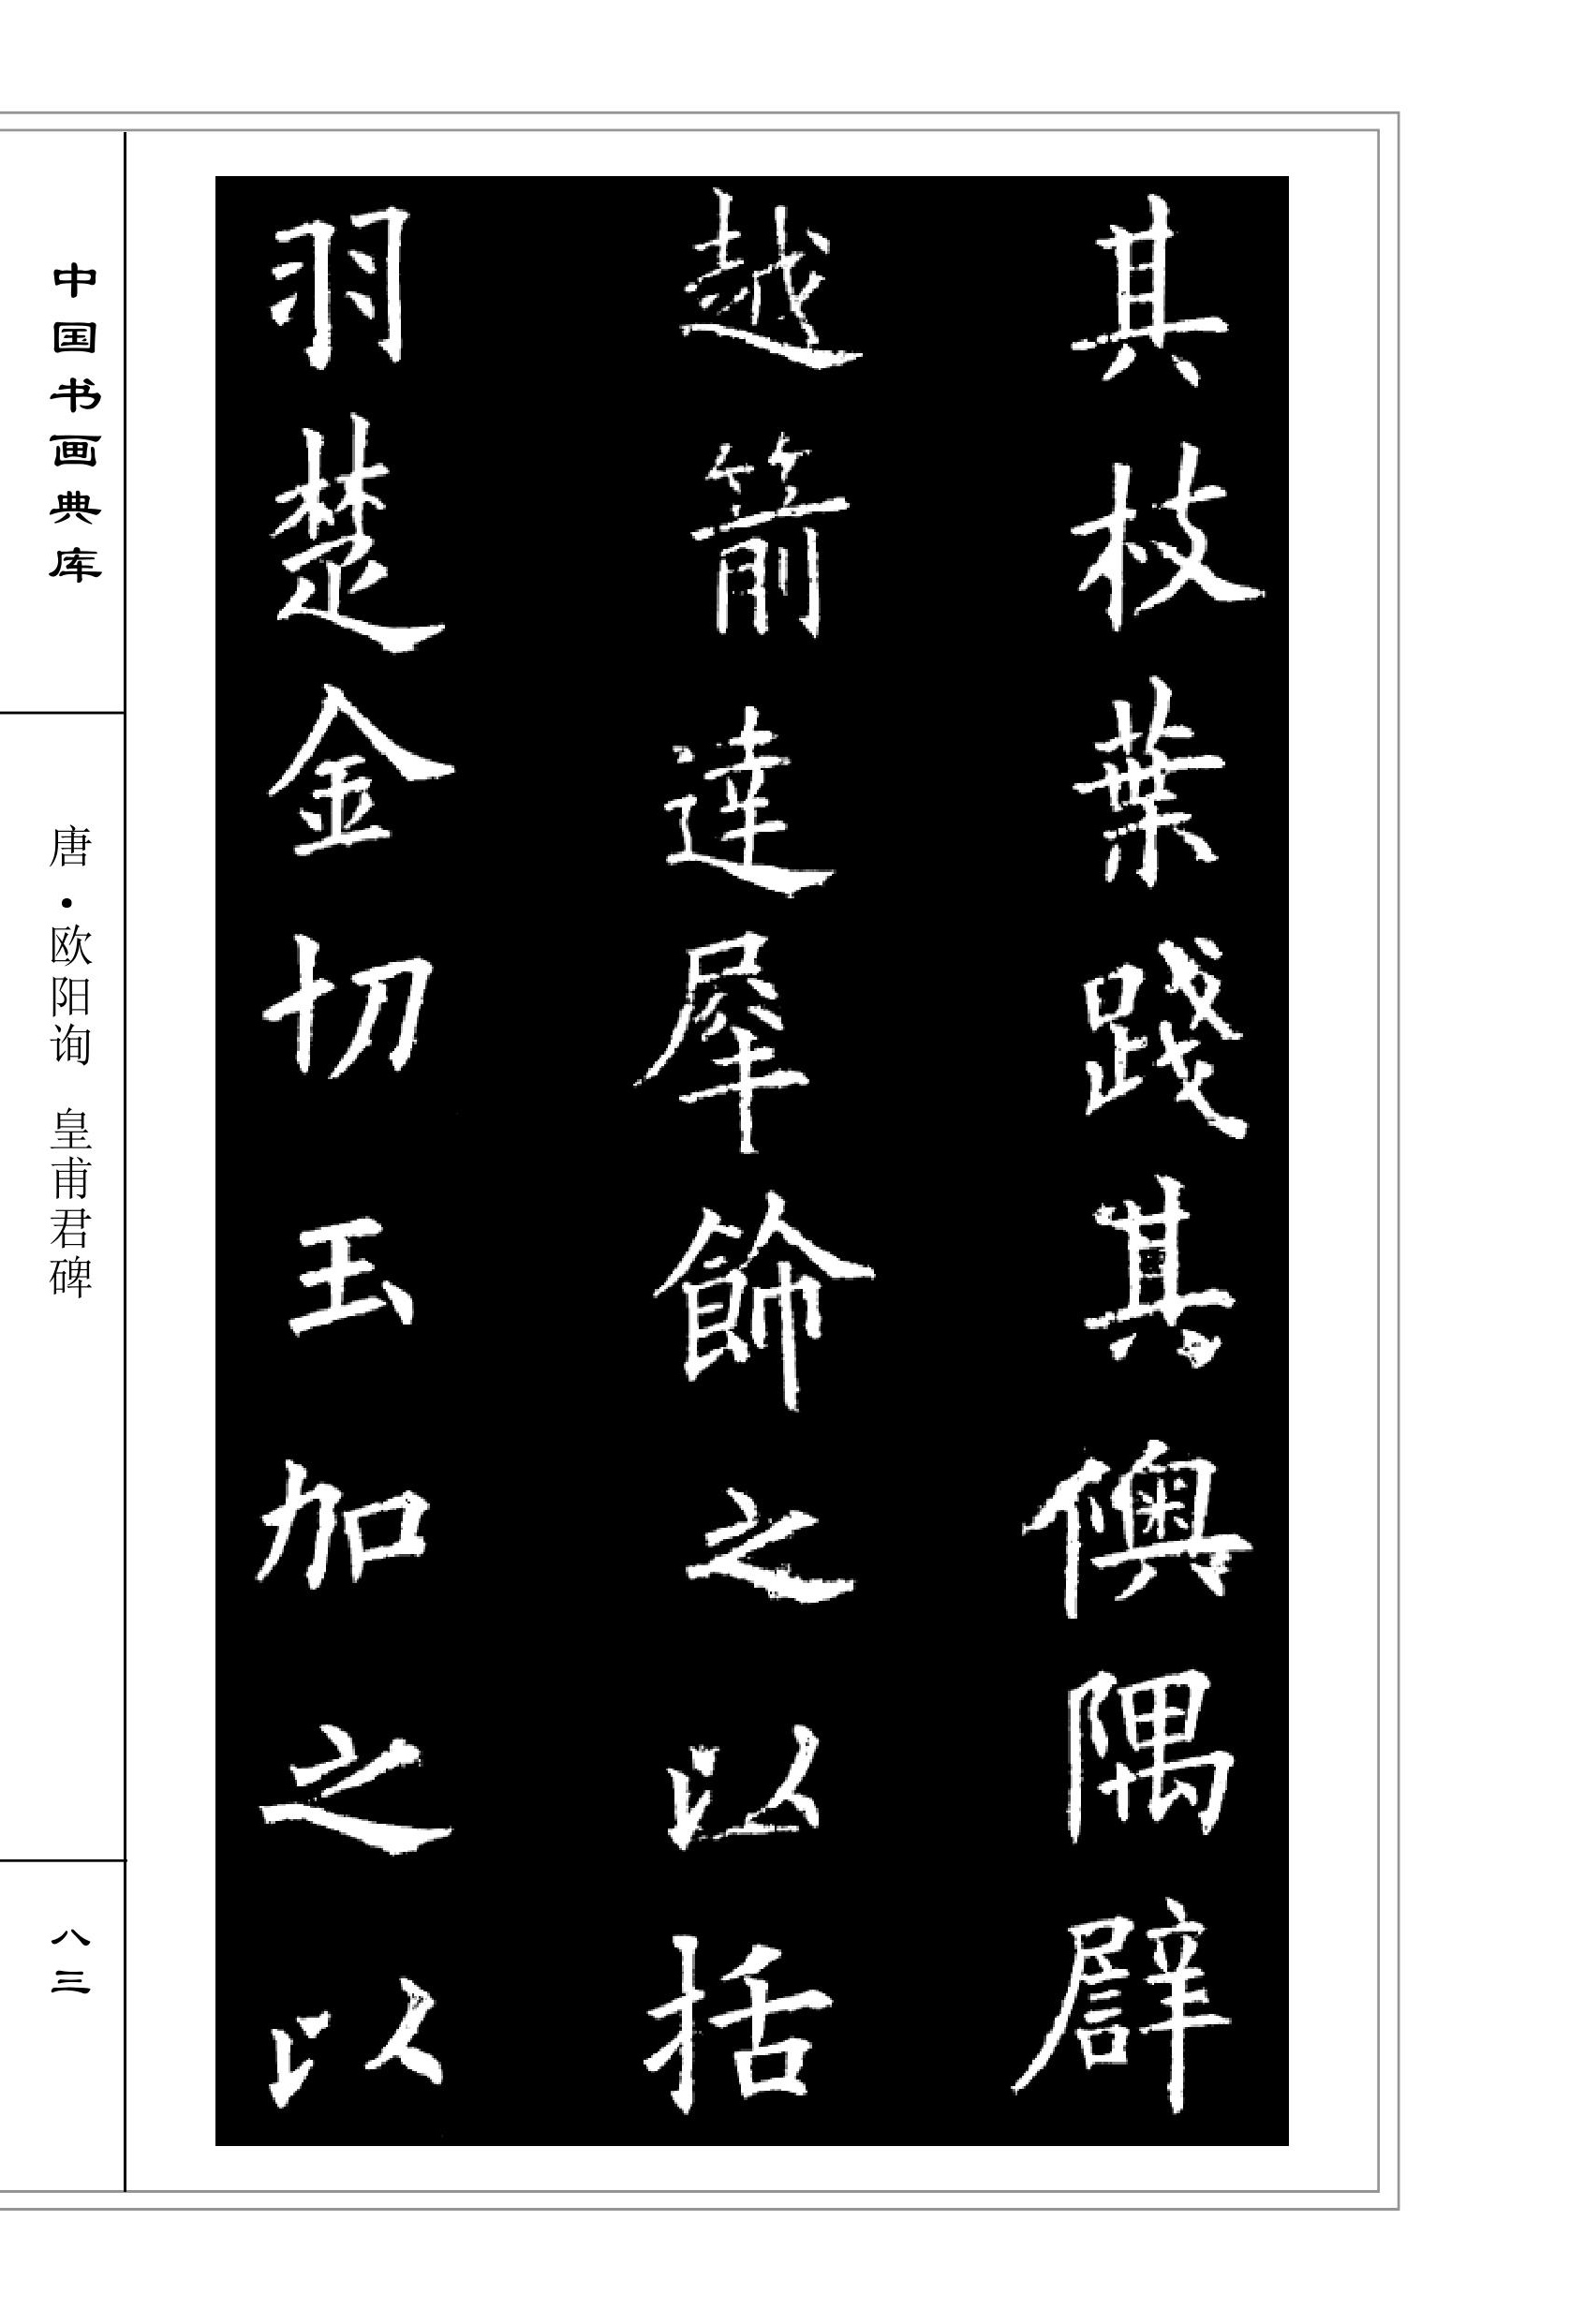 其枝葉踐其隩隅辟
越箭達犀飾之以括
羽楚金切玉加之以
中国书画典库
唐·欧阳询 皇甫君碑
八三